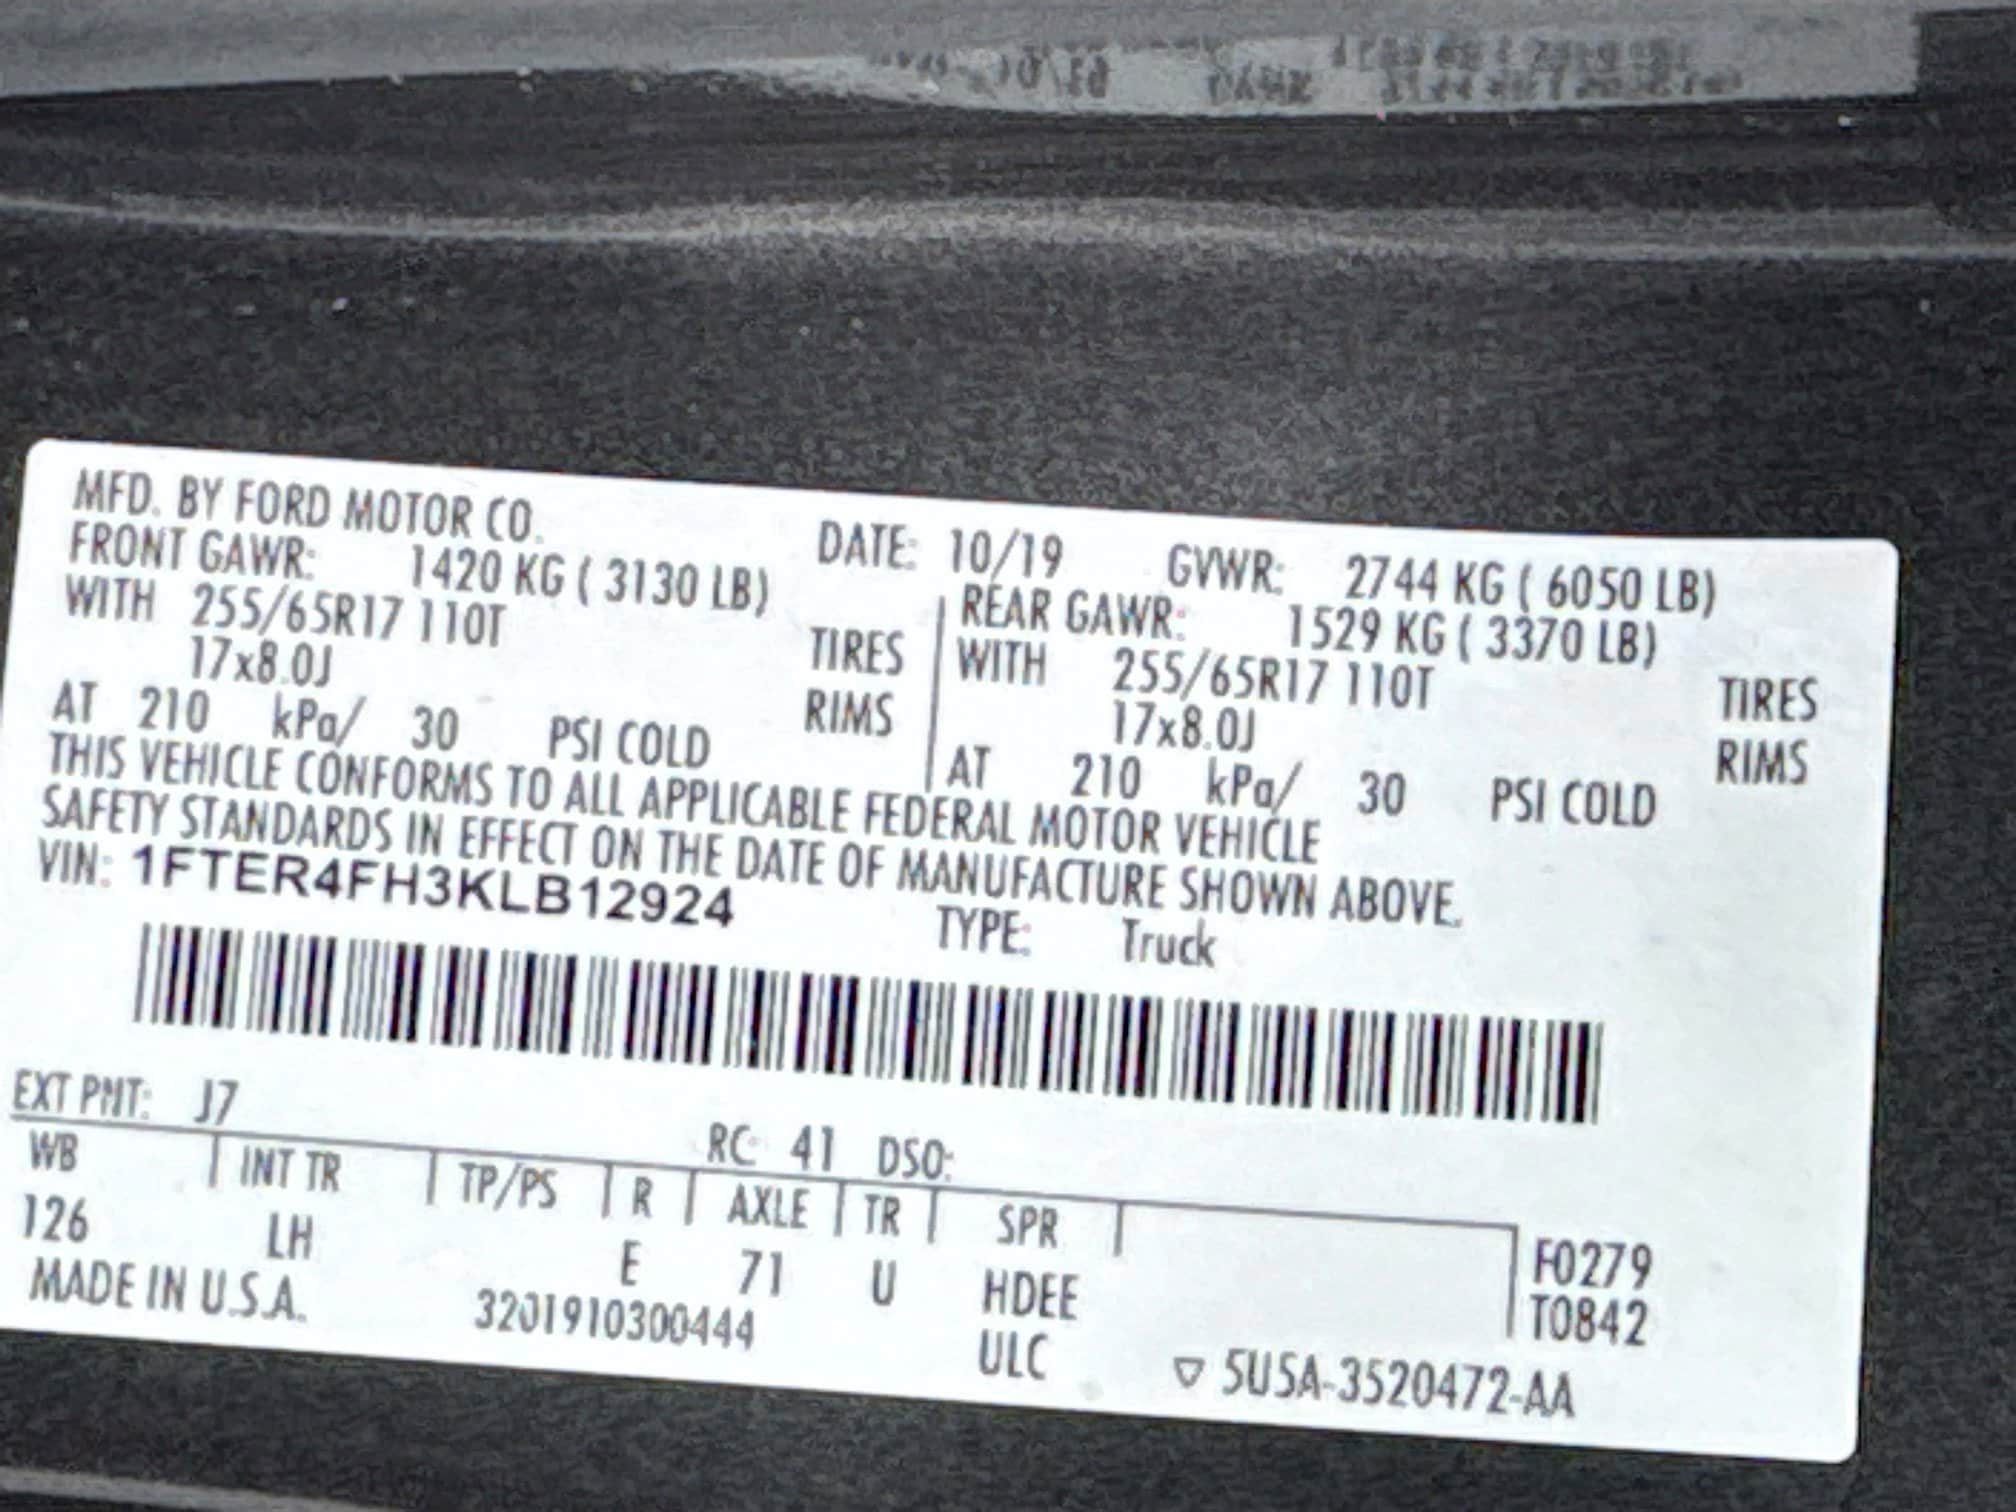 MFD. BY FORD MOTOR CO.
DATE: 10/19 GVWR: 2744 KG ( 6050 LB)
FRONT GAWR: 1420 KG ( 3130 LB)
REAR GAWR: 1529 KG ( 3370 LB)
WITH 255/65R17 110T TIRES
WITH 255/65R17 110T TIRES
17x8.0J RIMS
17x8.0J RIMS
AT 210 kPa/ 30 PSI COLD
AT 210 kPa/ 30 PSI COLD
THIS VEHICLE CONFORMS TO ALL APPLICABLE FEDERAL MOTOR VEHICLE
SAFETY STANDARDS IN EFFECT ON THE DATE OF MANUFACTURE SHOWN ABOVE.
VIN: 1FTER4FH3KLB12924
TYPE: Truck
EXT PNT: J7
RC: 41 DSO:
WB INT TR TP/PS R AXLE TR SPR
126 LH E 71 U HDEE
F0279
T0842
MADE IN U.S.A.
3201910300444
ULC
▽ 5U5A-3520472-AA